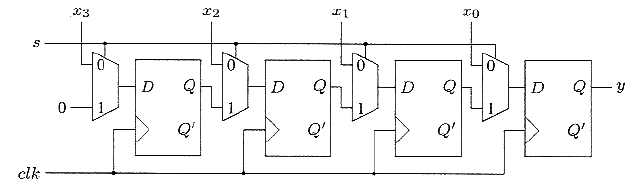 x3 x2 x1 x0
s
0 0 0 0
D Q D Q D Q D Q y
0 1 1 1 1
Q′ Q′ Q′ Q′
clk